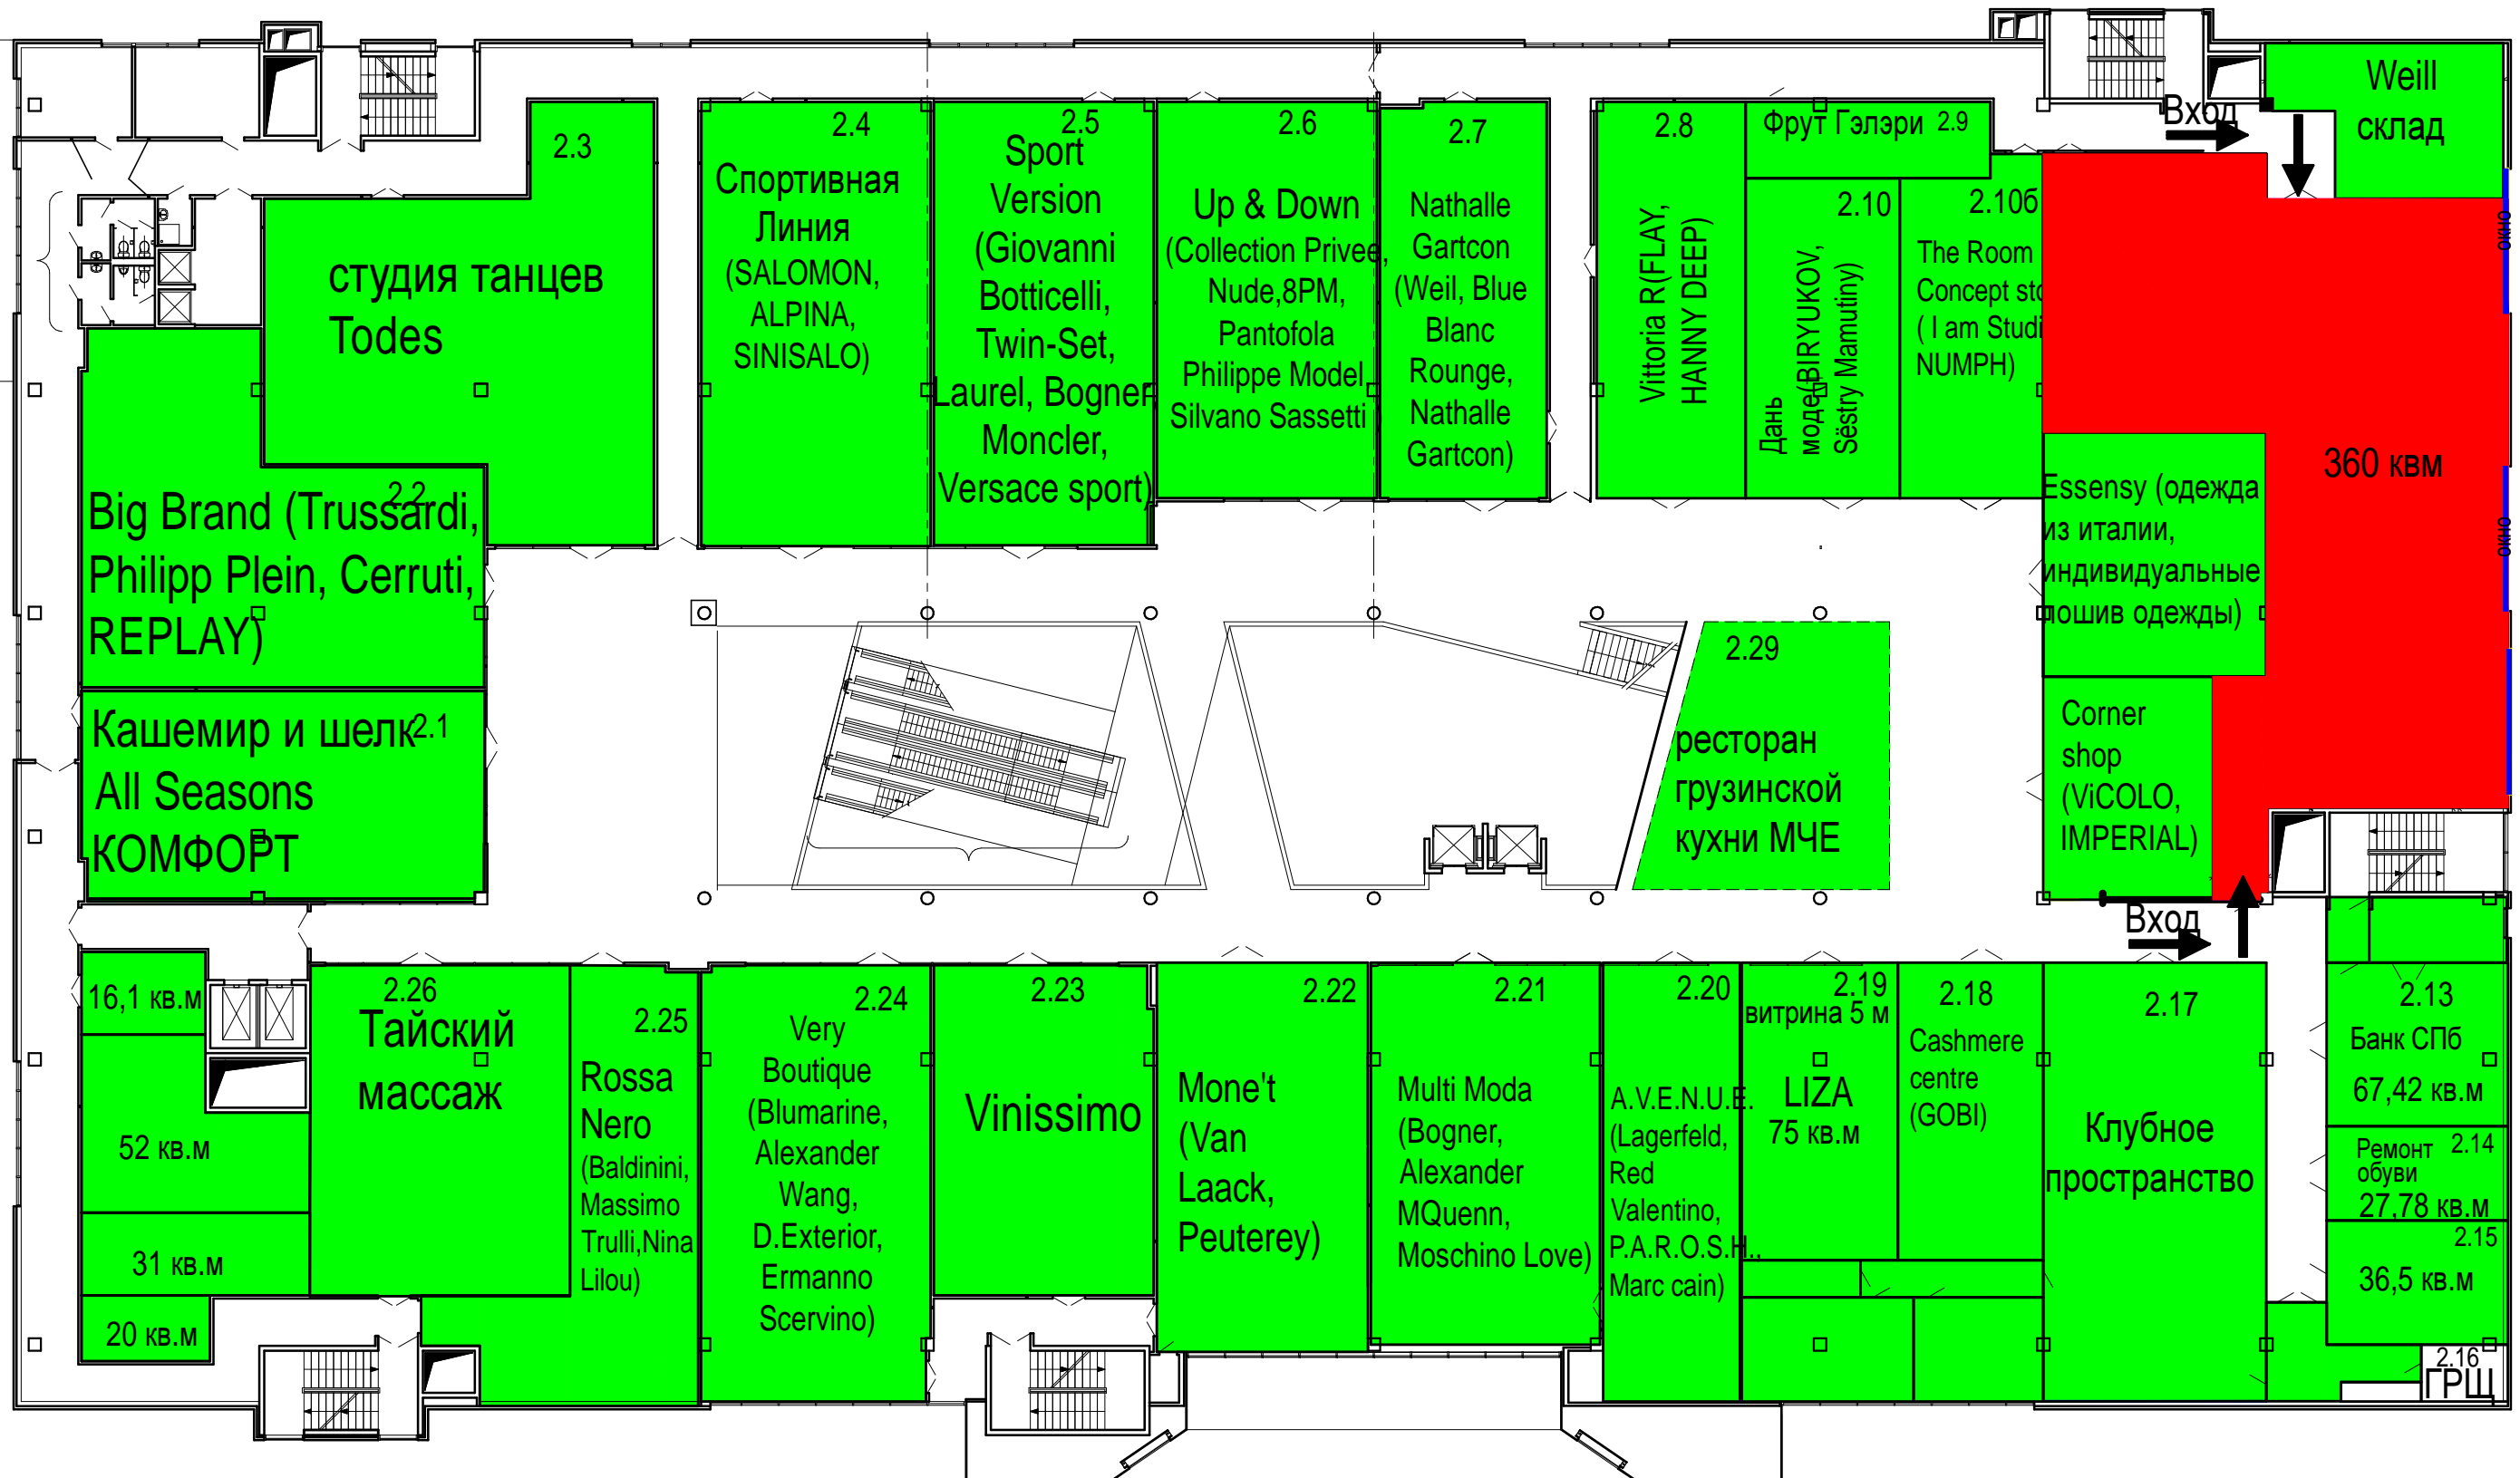 2.3
студия танцев
Todes
2.4
Спортивная
Линия
(SALOMON,
ALPINA,
SINISALO)
2.5
Sport
Version
(Giovanni
Botticelli,
Twin-Set,
Laurel, Bogner
Moncler,
Versace sport)
2.6
Up & Down
(Collection Privee,
Nude,8PM,
Pantofola
Philippe Model,
Silvano Sassetti
2.7
Nathalle
Gartcon
(Weil, Blue
Blanc
Rounge,
Nathalle
Gartcon)
2.8
Vittoria R(FLAY,
HANNY DEEP)
Фрут Гэлэри 2.9
2.10
Дань
моде(BIRYUKOV,
Sёstry Mamutiny)
2.10б
The Room
Concept sto
( I am Studi
NUMPH)
Вход
Weill
склад
окно
360 квм
окно
Essensy (одежда
из италии,
индивидуальные
пошив одежды)
Corner
shop
(ViCOLO,
IMPERIAL)
Вход
2.2
Big Brand (Trussardi,
Philipp Plein, Cerruti,
REPLAY)
Кашемир и шелк 2.1
All Seasons
КОМФОРТ
2.29
ресторан
грузинской
кухни МЧЕ
16,1 кв.м
52 кв.м
31 кв.м
20 кв.м
2.26
Тайский
массаж
2.25
Rossa
Nero
(Baldinini,
Massimo
Trulli,Nina
Lilou)
2.24
Very
Boutique
(Blumarine,
Alexander
Wang,
D.Exterior,
Ermanno
Scervino)
2.23
Vinissimo
2.22
Mone't
(Van
Laack,
Peuterey)
2.21
Multi Moda
(Bogner,
Alexander
MQuenn,
Moschino Love)
2.20
A.V.E.N.U.E.
(Lagerfeld,
Red
Valentino,
P.A.R.O.S.H.,
Marc cain)
2.19
витрина 5 м
LIZA
75 кв.м
2.18
Cashmere
centre
(GOBI)
2.17
Клубное
пространство
2.13
Банк СПб
67,42 кв.м
Ремонт 2.14
обуви
27,78 кв.м
2.15
36,5 кв.м
2.16
ГРЩ